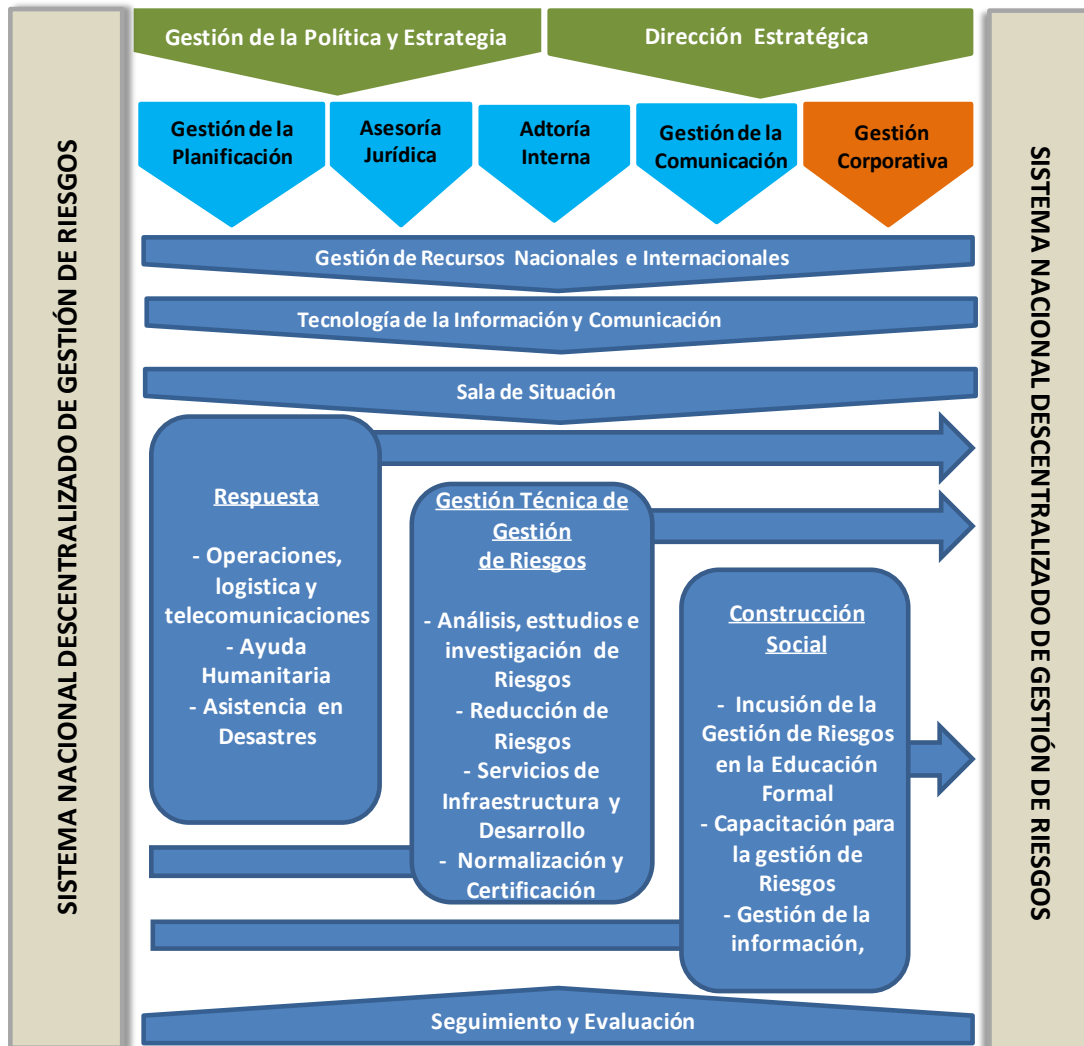 SISTEMA NACIONAL DESCENTRALIZADO DE GESTIÓN DE RIESGOS
Gestión de la Política y Estrategia
Dirección Estratégica
Gestión de la
Planificación
Asesoría
Jurídica
Adtoría
Interna
Gestión de la
Comunicación
Gestión
Corporativa
Gestión de Recursos Nacionales e Internacionales
Tecnología de la Información y Comunicación
Sala de Situación
Respuesta
- Operaciones,
logistica y
telecomunicaciones
- Ayuda
Humanitaria
- Asistencia en
Desastres
Gestión Técnica de
Gestión
de Riesgos
- Análisis, esttudios e
investigación de
Riesgos
- Reducción de
Riesgos
- Servicios de
Infraestructura y
Desarrollo
- Normalización y
Certificación
Construcción
Social
- Incusión de la
Gestión de Riesgos
en la Educación
Formal
- Capacitación para
la gestión de
Riesgos
- Gestión de la
información,
Seguimiento y Evaluación
SISTEMA NACIONAL DESCENTRALIZADO DE GESTIÓN DE RIESGOS